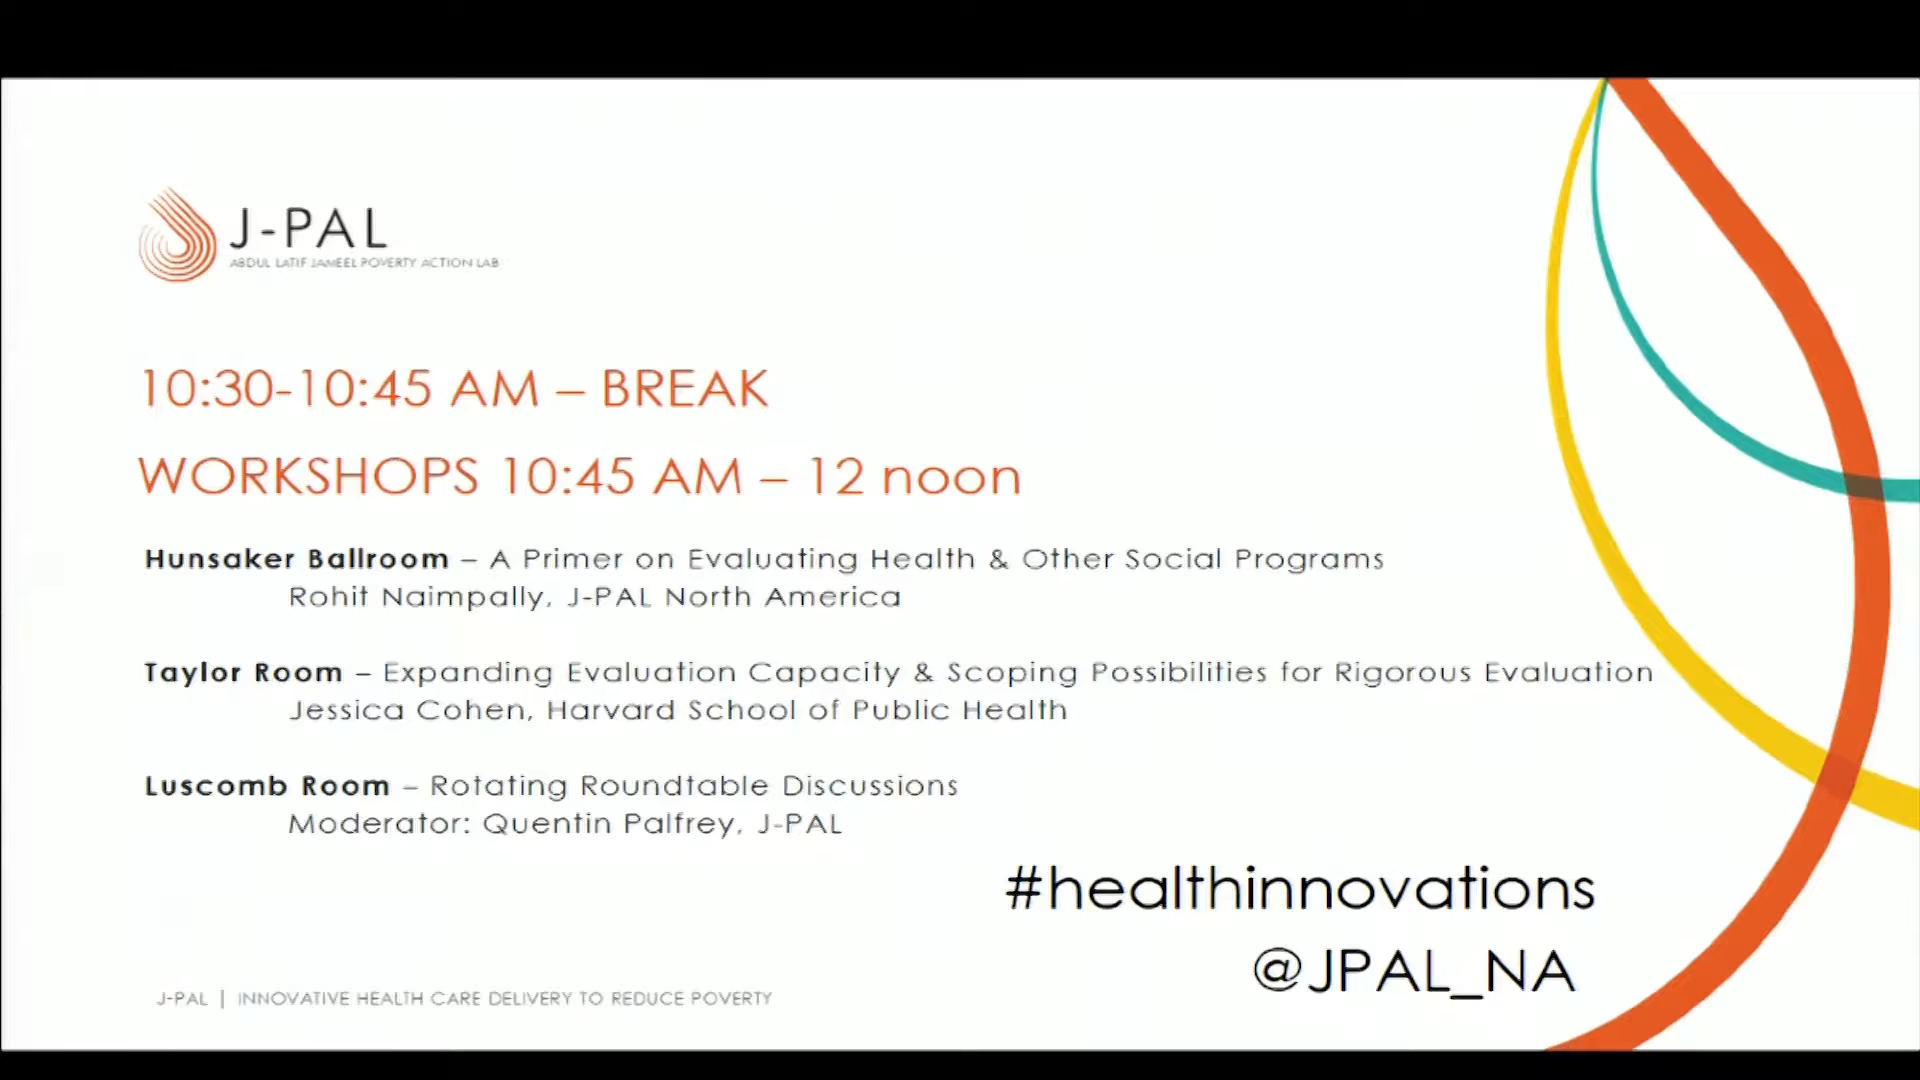 J-PAL
ABDUL LATIF JAMEEL POVERTY ACTION LAB
10:30-10:45 AM – BREAK
WORKSHOPS 10:45 AM – 12 noon
Hunsaker Ballroom – A Primer on Evaluating Health & Other Social Programs
Rohit Naimpally, J-PAL North America
Taylor Room – Expanding Evaluation Capacity & Scoping Possibilities for Rigorous Evaluation
Jessica Cohen, Harvard School of Public Health
Luscomb Room – Rotating Roundtable Discussions
Moderator: Quentin Palfrey, J-PAL
#healthinnovations
@JPAL_NA
J-PAL | INNOVATIVE HEALTH CARE DELIVERY TO REDUCE POVERTY